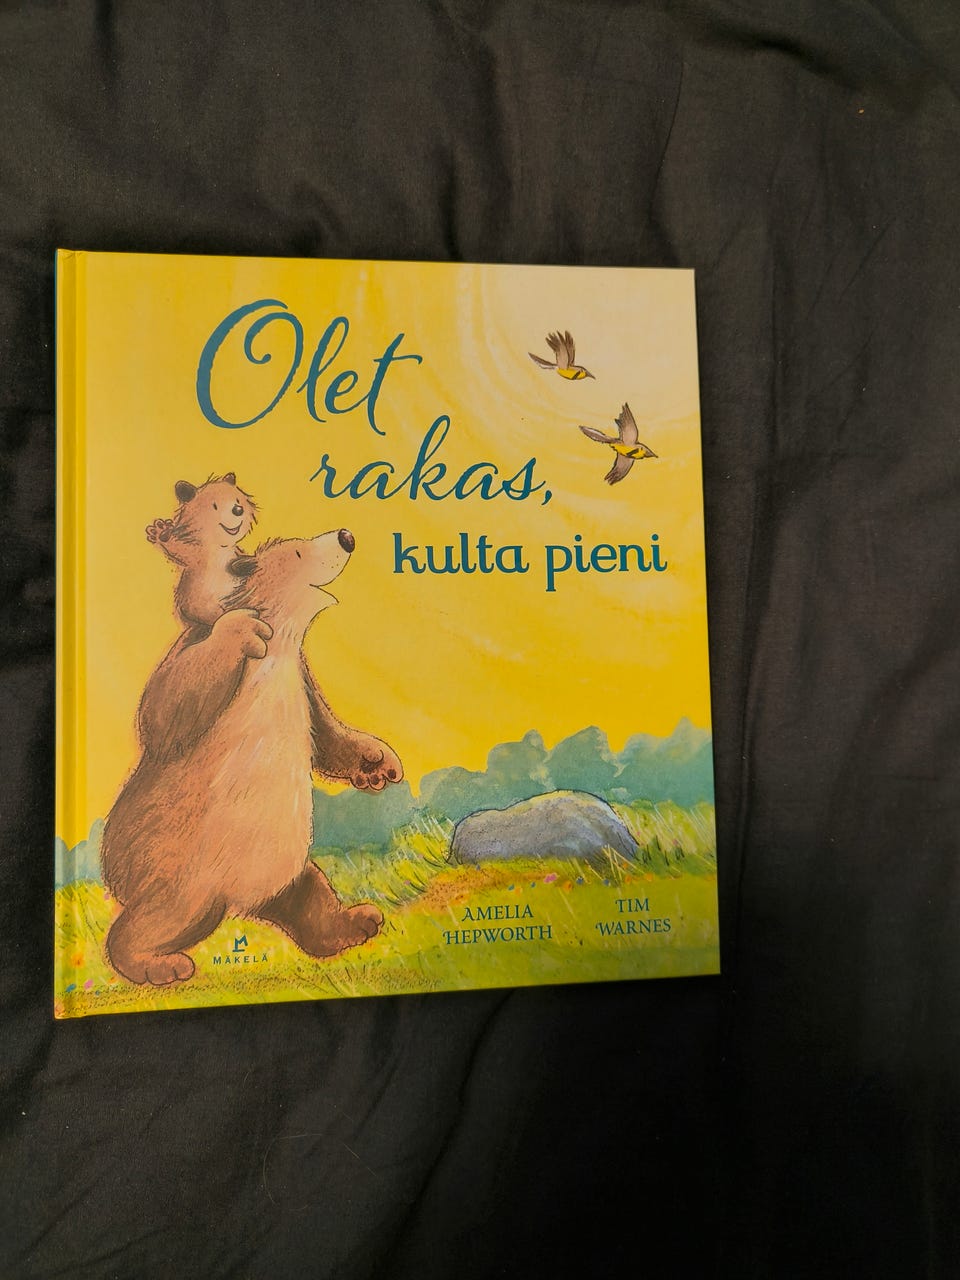 Olet
rakas,
kulta pieni
AMELIA
HEPWORTH
TIM
WARNES
MÄKELÄ